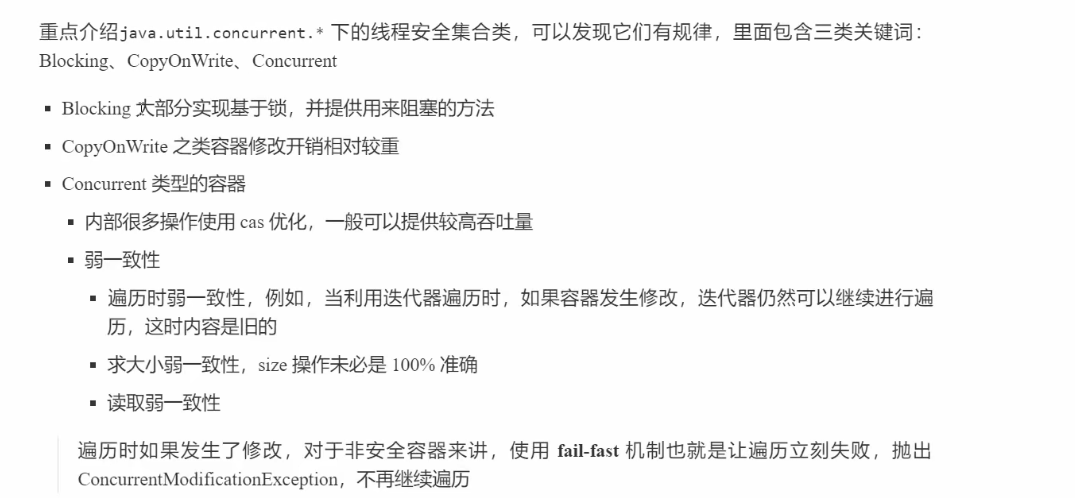 重点介绍java.util.concurrent.* 下的线程安全集合类，可以发现它们有规律，里面包含三类关键词：
Blocking、CopyOnWrite、Concurrent
Blocking 大部分实现基于锁，并提供用来阻塞的方法
CopyOnWrite 之类容器修改开销相对较重
Concurrent 类型的容器
内部很多操作使用 cas 优化，一般可以提供较高吞吐量
弱一致性
遍历时弱一致性，例如，当利用迭代器遍历时，如果容器发生修改，迭代器仍然可以继续进行遍
历，这时内容是旧的
求大小弱一致性，size 操作未必是 100% 准确
读取弱一致性
遍历时如果发生了修改，对于非安全容器来讲，使用 fail-fast 机制也就是让遍历立刻失败，抛出
ConcurrentModificationException，不再继续遍历